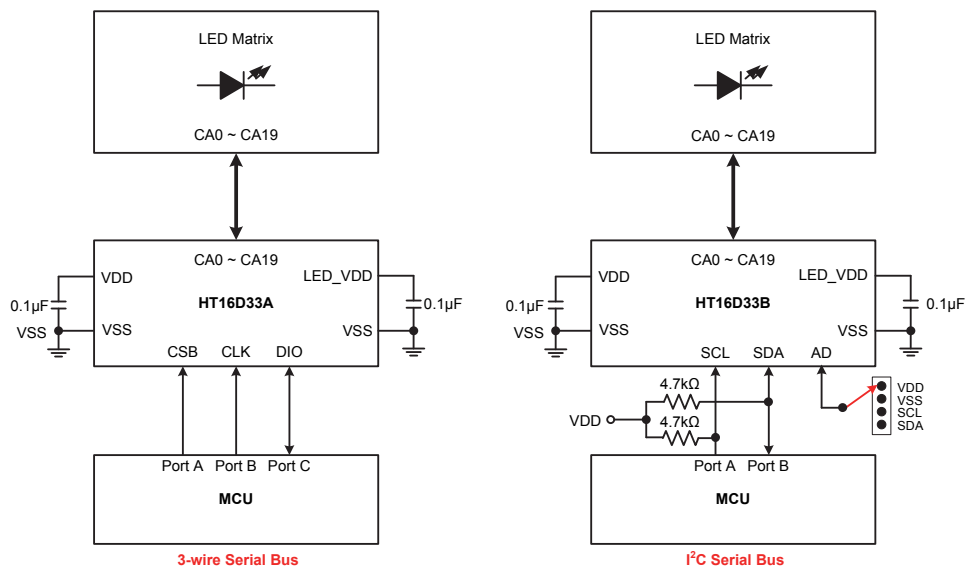 LED Matrix
CA0 ~ CA19
CA0 ~ CA19
VDD
LED_VDD
0.1µF
HT16D33A
0.1µF
VSS
VSS
VSS
CSB CLK DIO
Port A Port B Port C
MCU
3-wire Serial Bus
LED Matrix
CA0 ~ CA19
CA0 ~ CA19
VDD
LED_VDD
0.1µF
HT16D33B
0.1µF
VSS
VSS
VSS
SCL SDA AD
4.7kΩ
VDD
4.7kΩ
VDD
VSS
SCL
SDA
Port A Port B
MCU
I²C Serial Bus